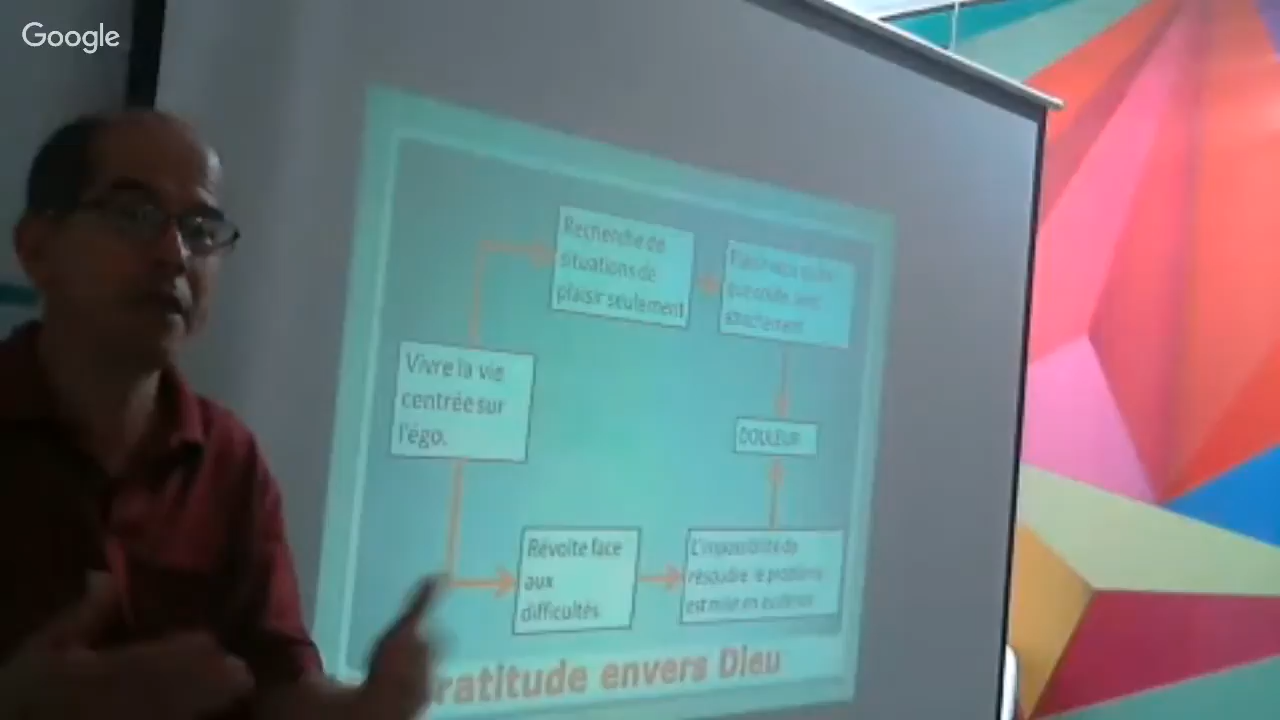 Google
Recherche de
situations de
plaisir seulement
Vivre la vie
centrée sur
l'égo.
DOULEUR
Révolte face
aux
difficultés
L'impossibilité de
résoudre le problème
est mise en
ratitude envers Dieu